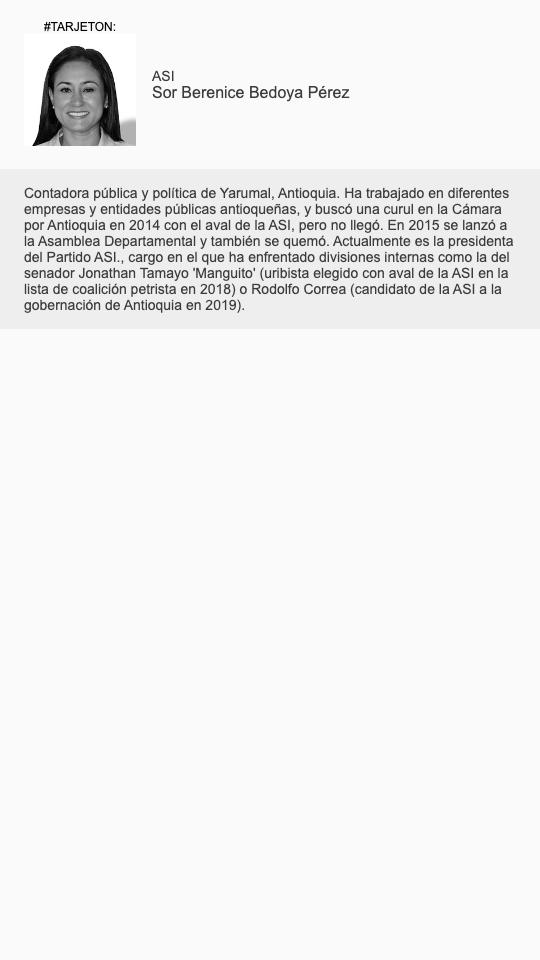 #TARJETON:
ASI
Sor Berenice Bedoya Pérez
Contadora pública y política de Yarumal, Antioquia. Ha trabajado en diferentes
empresas y entidades públicas antioqueñas, y buscó una curul en la Cámara
por Antioquia en 2014 con el aval de la ASI, pero no llegó. En 2015 se lanzó a
la Asamblea Departamental y también se quemó. Actualmente es la presidenta
del Partido ASI., cargo en el que ha enfrentado divisiones internas como la del
senador Jonathan Tamayo 'Manguito' (uribista elegido con aval de la ASI en la
lista de coalición petrista en 2018) o Rodolfo Correa (candidato de la ASI a la
gobernación de Antioquia en 2019).